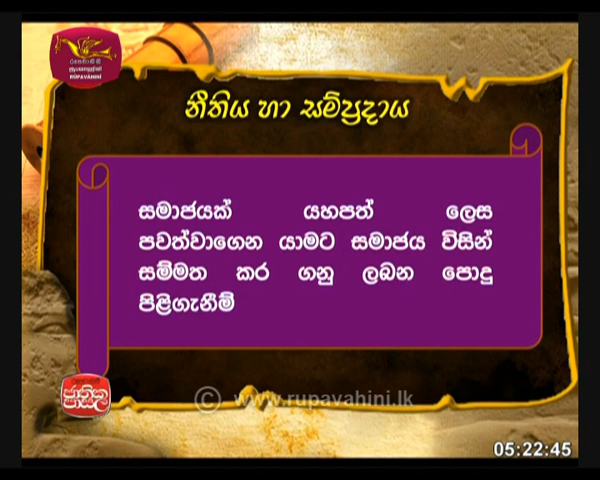 RUPAVAHINI
නීතිය හා සම්ප්‍රදාය
සමාජයක් යහපත් ලෙස
පවත්වාගෙන යාමට සමාජය විසින්
සම්මත කර ගනු ලබන පොදු
පිළිගැනීම්
© www.rupavahini.lk
05:22:45